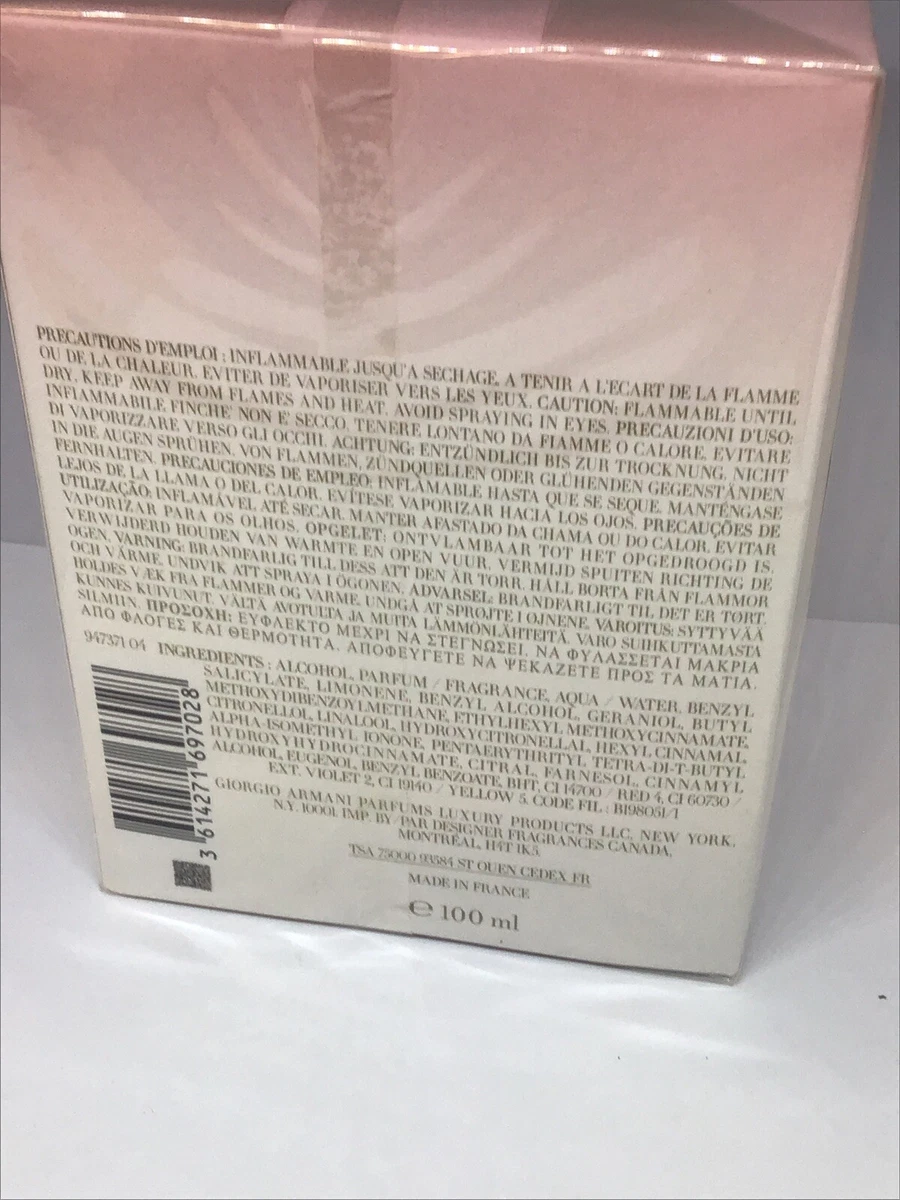 PRECAUTIONS D'EMPLOI : INFLAMMABLE JUSQU'A SECHAGE. A TENIR A L'ECART DE LA FLAMME
OU DE LA CHALEUR. EVITER DE VAPORISER VERS LES YEUX. CAUTION: FLAMMABLE UNTIL
DRY. KEEP AWAY FROM FLAMES AND HEAT. AVOID SPRAYING IN EYES. PRECAUZIONI D'USO:
INFIAMMABILE FINCHE' NON E' SECCO. TENERE LONTANO DA FIAMME O CALORE. EVITARE
DI VAPORIZZARE VERSO GLI OCCHI. ACHTUNG: ENTZÜNDLICH BIS ZUR TROCKNUNG. NICHT
IN DIE AUGEN SPRÜHEN. VON FLAMMEN, ZÜNDQUELLEN ODER GLÜHENDEN GEGENSTÄNDEN
FERNHALTEN. PRECAUCIONES DE EMPLEO: INFLAMABLE HASTA QUE SE SEQUE. MANTÉNGASE
LEJOS DE LA LLAMA O DEL CALOR. EVÍTESE VAPORIZAR HACIA LOS OJOS. PRECAUÇÕES DE
UTILIZAÇÃO: INFLAMÁVEL ATÉ SECAR. MANTER AFASTADO DA CHAMA OU DO CALOR. EVITAR
VAPORIZAR PARA OS OLHOS. OPGELET: ONTVLAMBAAR TOT HET OPGEDROOGD IS.
VERWIJDERD HOUDEN VAN WARMTE EN OPEN VUUR. VERMIJD SPUITEN RICHTING DE
OGEN. VARNING: BRANDFARLIG TILL DESS ATT DEN ÄR TORR. HÅLL BORTA FRÅN FLAMMOR
OCH VÄRME. UNDVIK ATT SPRAYA I ÖGONEN. ADVARSEL: BRANDFARLIGT TIL DET ER TØRT.
HOLDES VÆK FRA FLAMMER OG VARME. UNDGÅ AT SPRØJTE I ØJNENE. VAROITUS: SYTTYVÄÄ
KUNNES KUIVUNUT. VÄLTÄ AVOTULTA JA MUITA LÄMMÖNLÄHTEITÄ. VARO SUIHKUTTAMASTA
SILMIIN. ΠΡΟΣΟΧΗ: ΕΥΦΛΕΚΤΟ ΜΕΧΡΙ ΝΑ ΣΤΕΓΝΩΣΕΙ. ΝΑ ΦΥΛΑΣΣΕΤΑΙ ΜΑΚΡΙΑ
ΑΠΟ ΦΛΟΓΕΣ ΚΑΙ ΘΕΡΜΟΤΗΤΑ. ΑΠΟΦΕΥΓΕΤΕ ΝΑ ΨΕΚΑΖΕΤΕ ΠΡΟΣ ΤΑ ΜΑΤΙΑ.
947371 04 INGREDIENTS : ALCOHOL, PARFUM / FRAGRANCE, AQUA / WATER, BENZYL
SALICYLATE, LIMONENE, BENZYL ALCOHOL, GERANIOL, BUTYL
METHOXYDIBENZOYLMETHANE, ETHYLHEXYL METHOXYCINNAMATE,
CITRONELLOL, LINALOOL, HYDROXYCITRONELLAL, HEXYL CINNAMAL,
ALPHA-ISOMETHYL IONONE, PENTAERYTHRITYL TETRA-DI-T-BUTYL
HYDROXYHYDROCINNAMATE, CITRAL, FARNESOL, CINNAMYL
ALCOHOL, EUGENOL, BENZYL BENZOATE, BHT, CI 14700 / RED 4, CI 60730 /
EXT. VIOLET 2, CI 19140 / YELLOW 5. CODE FIL : B198051/1
GIORGIO ARMANI PARFUMS LUXURY PRODUCTS LLC, NEW YORK,
N.Y. 10001. IMP. BY/PAR DESIGNER FRAGRANCES CANADA,
MONTRÉAL, H4T 1K5.
TSA 75000 93584 ST OUEN CEDEX FR
MADE IN FRANCE
℮ 100 ml
3 614271 697028